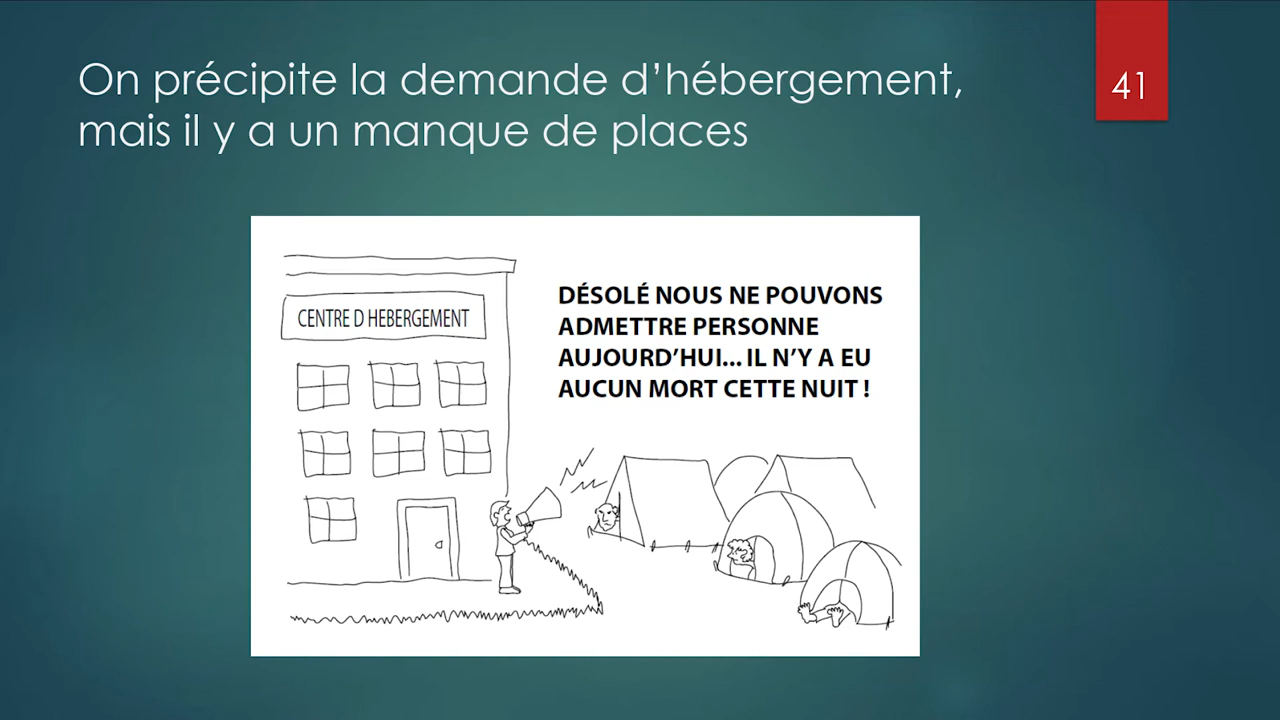 On précipite la demande d’hébergement,
mais il y a un manque de places
41
CENTRE D HEBERGEMENT
DÉSOLÉ NOUS NE POUVONS
ADMETTRE PERSONNE
AUJOURD’HUI... IL N’Y A EU
AUCUN MORT CETTE NUIT !